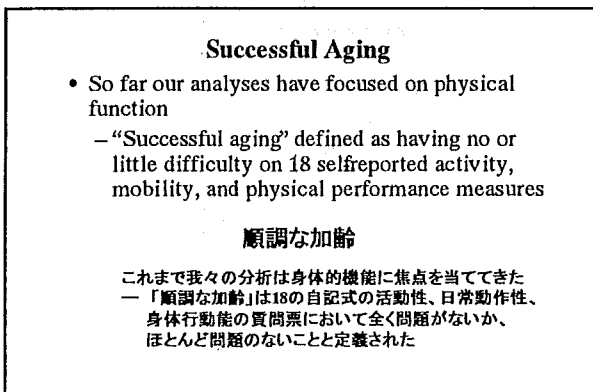 Successful Aging
• So far our analyses have focused on physical
function
– “Successful aging” defined as having no or
little difficulty on 18 selfreported activity,
mobility, and physical performance measures
順調な加齢
これまで我々の分析は身体的機能に焦点を当ててきた
― 「順調な加齢」は18の自記式の活動性、日常動作性、
身体行動能の質問票において全く問題がないか、
ほとんど問題のないことと定義された